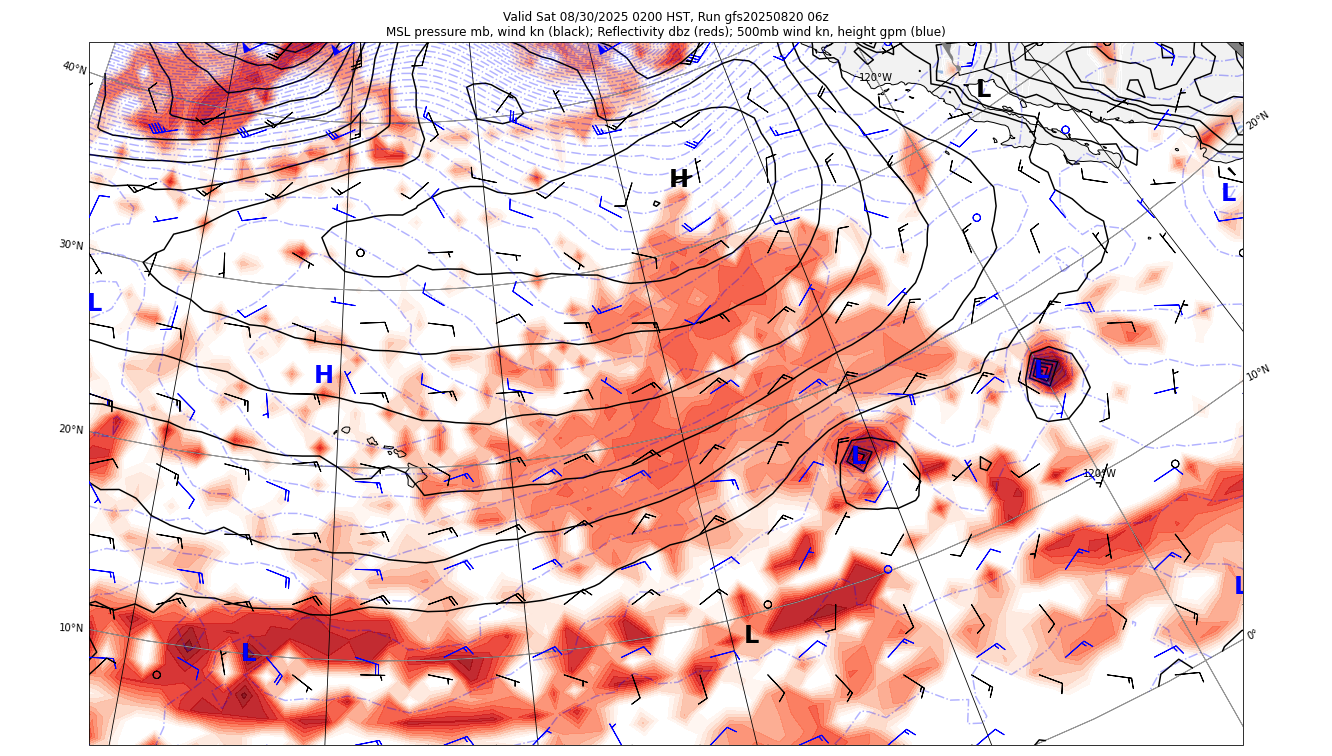 Valid Sat 08/30/2025 0200 HST, Run gfs20250820 06z
MSL pressure mb, wind kn (black); Reflectivity dbz (reds); 500mb wind kn, height gpm (blue)
40°N
120°W
L
20°N
H
L
30°N
L
H
L
10°N
20°N
L
120°W
L
10°N
L
L
0°